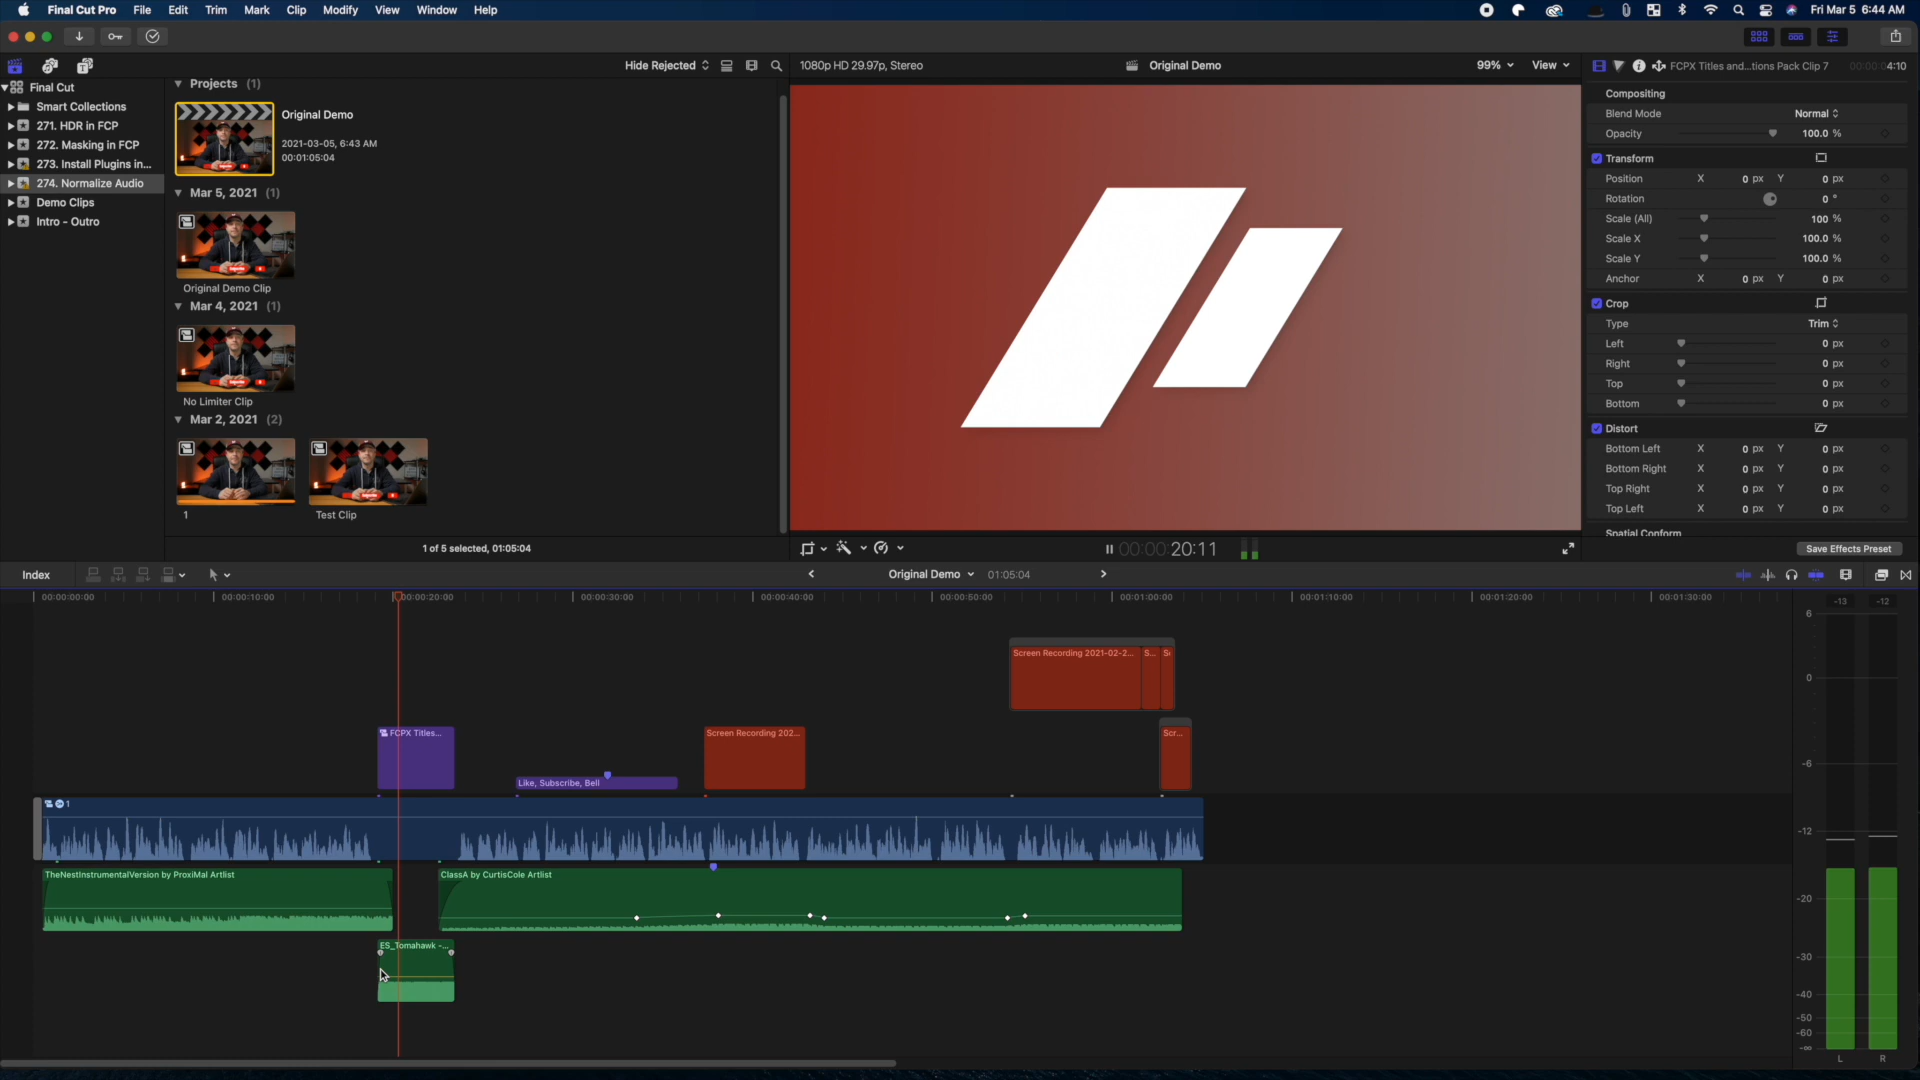 Final Cut Pro File Edit Trim Mark Clip Modify View Window Help Fri Mar 5 6:44 AM
Hide Rejected 1080p HD 29.97p, Stereo Original Demo 99% View FCPX Titles and...tions Pack Clip 7 4:10
Final Cut
Smart Collections
271. HDR in FCP
272. Masking in FCP
273. Install Plugins in...
274. Normalize Audio
Demo Clips
Intro - Outro
Projects (1)
Original Demo
2021-03-05, 6:43 AM
00:01:05:04
Mar 5, 2021 (1)
Original Demo Clip
Mar 4, 2021 (1)
No Limiter Clip
Mar 2, 2021 (2)
1 Test Clip
1 of 5 selected, 01:05:04
00:00:00:20:11
Compositing
Blend Mode Normal
Opacity 100.0 %
Transform
Position X 0 px Y 0 px
Rotation 0 °
Scale (All) 100 %
Scale X 100.0 %
Scale Y 100.0 %
Anchor X 0 px Y 0 px
Crop
Type Trim
Left 0 px
Right 0 px
Top 0 px
Bottom 0 px
Distort
Bottom Left X 0 px Y 0 px
Bottom Right X 0 px Y 0 px
Top Right X 0 px Y 0 px
Top Left X 0 px Y 0 px
Spatial Conform
Save Effects Preset
Index Original Demo 01:05:04
00:00:00:00 00:00:10:00 00:00:20:00 00:00:30:00 00:00:40:00 00:00:50:00 00:01:00:00 00:01:10:00 00:01:20:00 00:01:30:00
Screen Recording 2021-02-2... S...
FCPX Titles... Screen Recording 202... Scr...
Like, Subscribe, Bell
1
TheNestInstrumentalVersion by ProxiMal Artlist ClassA by CurtisCole Artlist
ES_Tomahawk -...
-13 -12
6
0
-6
-12
-20
-30
-40
-50
-60
-∞
L R